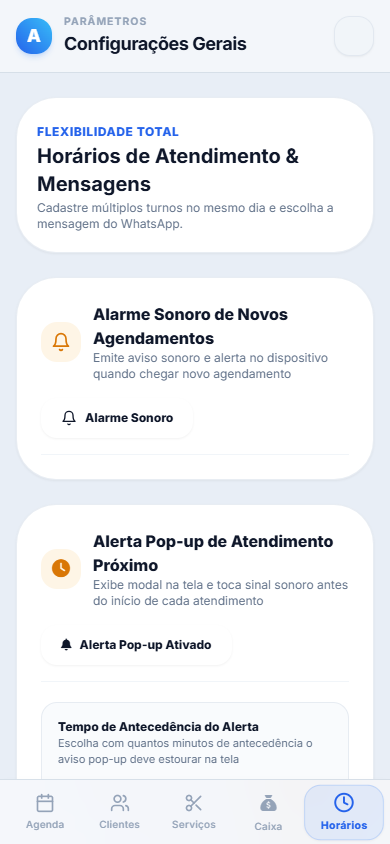 A
PARÂMETROS
Configurações Gerais
FLEXIBILIDADE TOTAL
Horários de Atendimento &
Mensagens
Cadastre múltiplos turnos no mesmo dia e escolha a
mensagem do WhatsApp.
Alarme Sonoro de Novos
Agendamentos
Emite aviso sonoro e alerta no dispositivo
quando chegar novo agendamento
Alarme Sonoro
Alerta Pop-up de Atendimento
Próximo
Exibe modal na tela e toca sinal sonoro antes
do início de cada atendimento
Alerta Pop-up Ativado
Tempo de Antecedência do Alerta
Escolha com quantos minutos de antecedência o
aviso pop-up deve estourar na tela
Agenda
Clientes
Serviços
Caixa
Horários